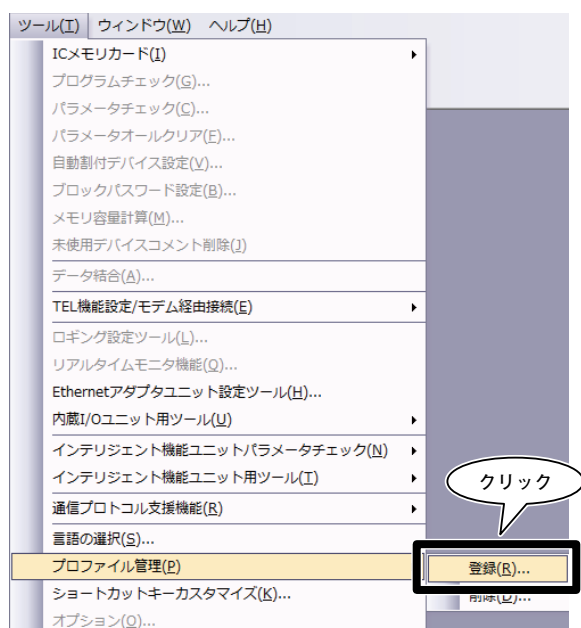 ツール(T) ウィンドウ(W) ヘルプ(H)
ICメモリカード(I)
プログラムチェック(G)...
パラメータチェック(C)...
パラメータオールクリア(F)...
自動割付デバイス設定(V)...
ブロックパスワード設定(B)...
メモリ容量計算(M)...
未使用デバイスコメント削除(J)
データ結合(A)...
TEL機能設定/モデム経由接続(E)
ロギング設定ツール(L)...
リアルタイムモニタ機能(Q)...
Ethernetアダプタユニット設定ツール(H)...
内蔵I/Oユニット用ツール(U)
インテリジェント機能ユニットパラメータチェック(N)
インテリジェント機能ユニット用ツール(T)
クリック
通信プロトコル支援機能(R)
言語の選択(S)...
プロファイル管理(P)
登録(R)...
ショートカットキーカスタマイズ(K)...
削除(D)...
オプション(O)...